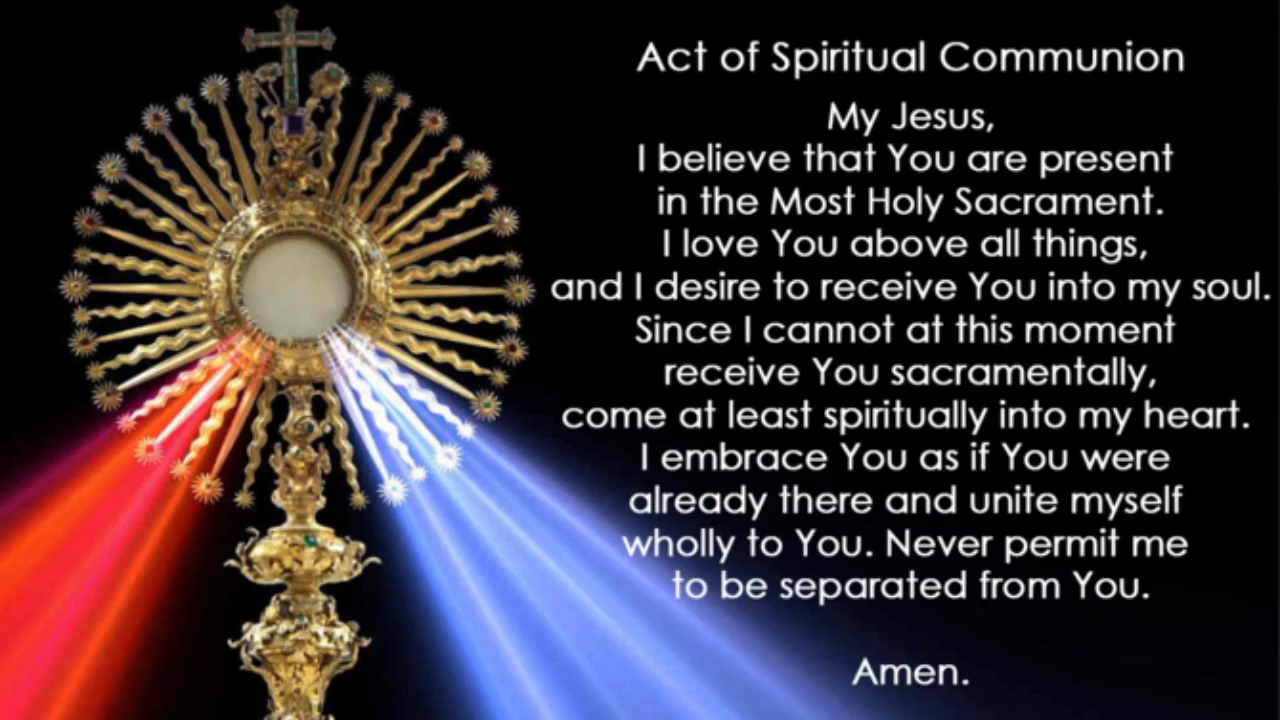 Act of Spiritual Communion
My Jesus,
I believe that You are present
in the Most Holy Sacrament.
I love You above all things,
and I desire to receive You into my soul.
Since I cannot at this moment
receive You sacramentally,
come at least spiritually into my heart.
I embrace You as if You were
already there and unite myself
wholly to You. Never permit me
to be separated from You.
Amen.